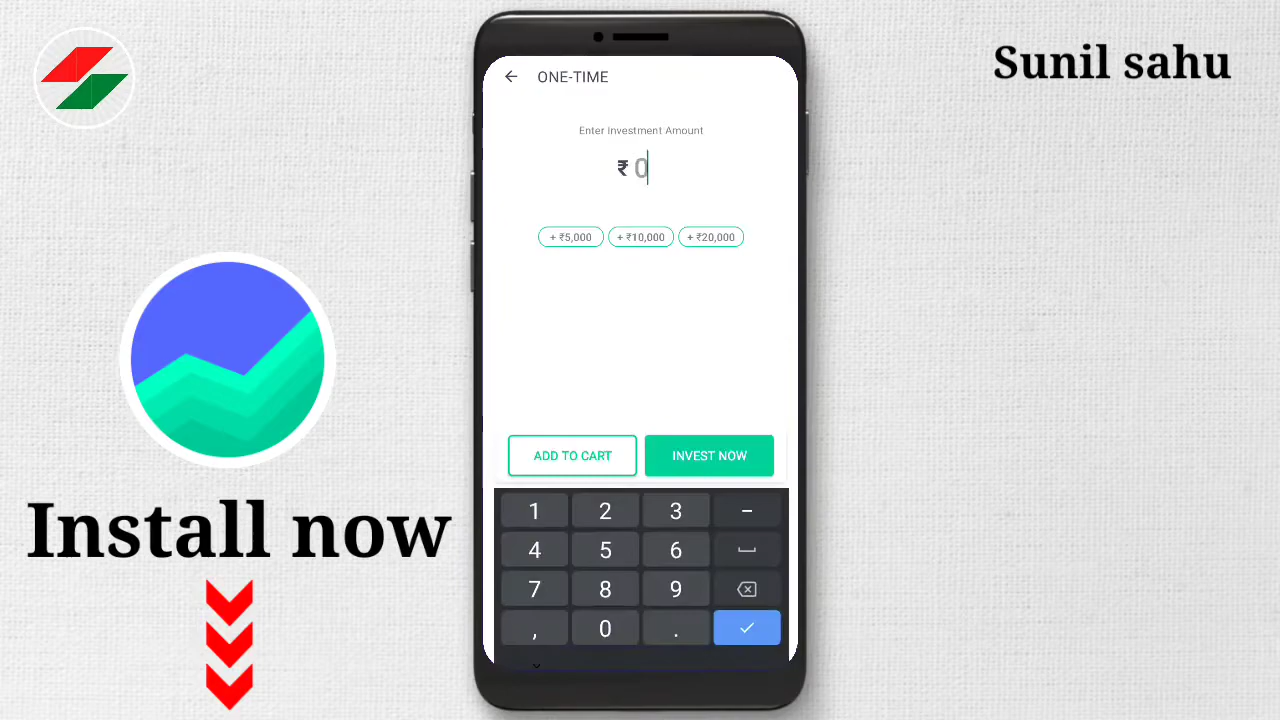 Sunil sahu
ONE-TIME
Enter Investment Amount
₹ 0
+ ₹5,000 + ₹10,000 + ₹20,000
ADD TO CART INVEST NOW
Install now
1 2 3 -
4 5 6
7 8 9
, 0 .